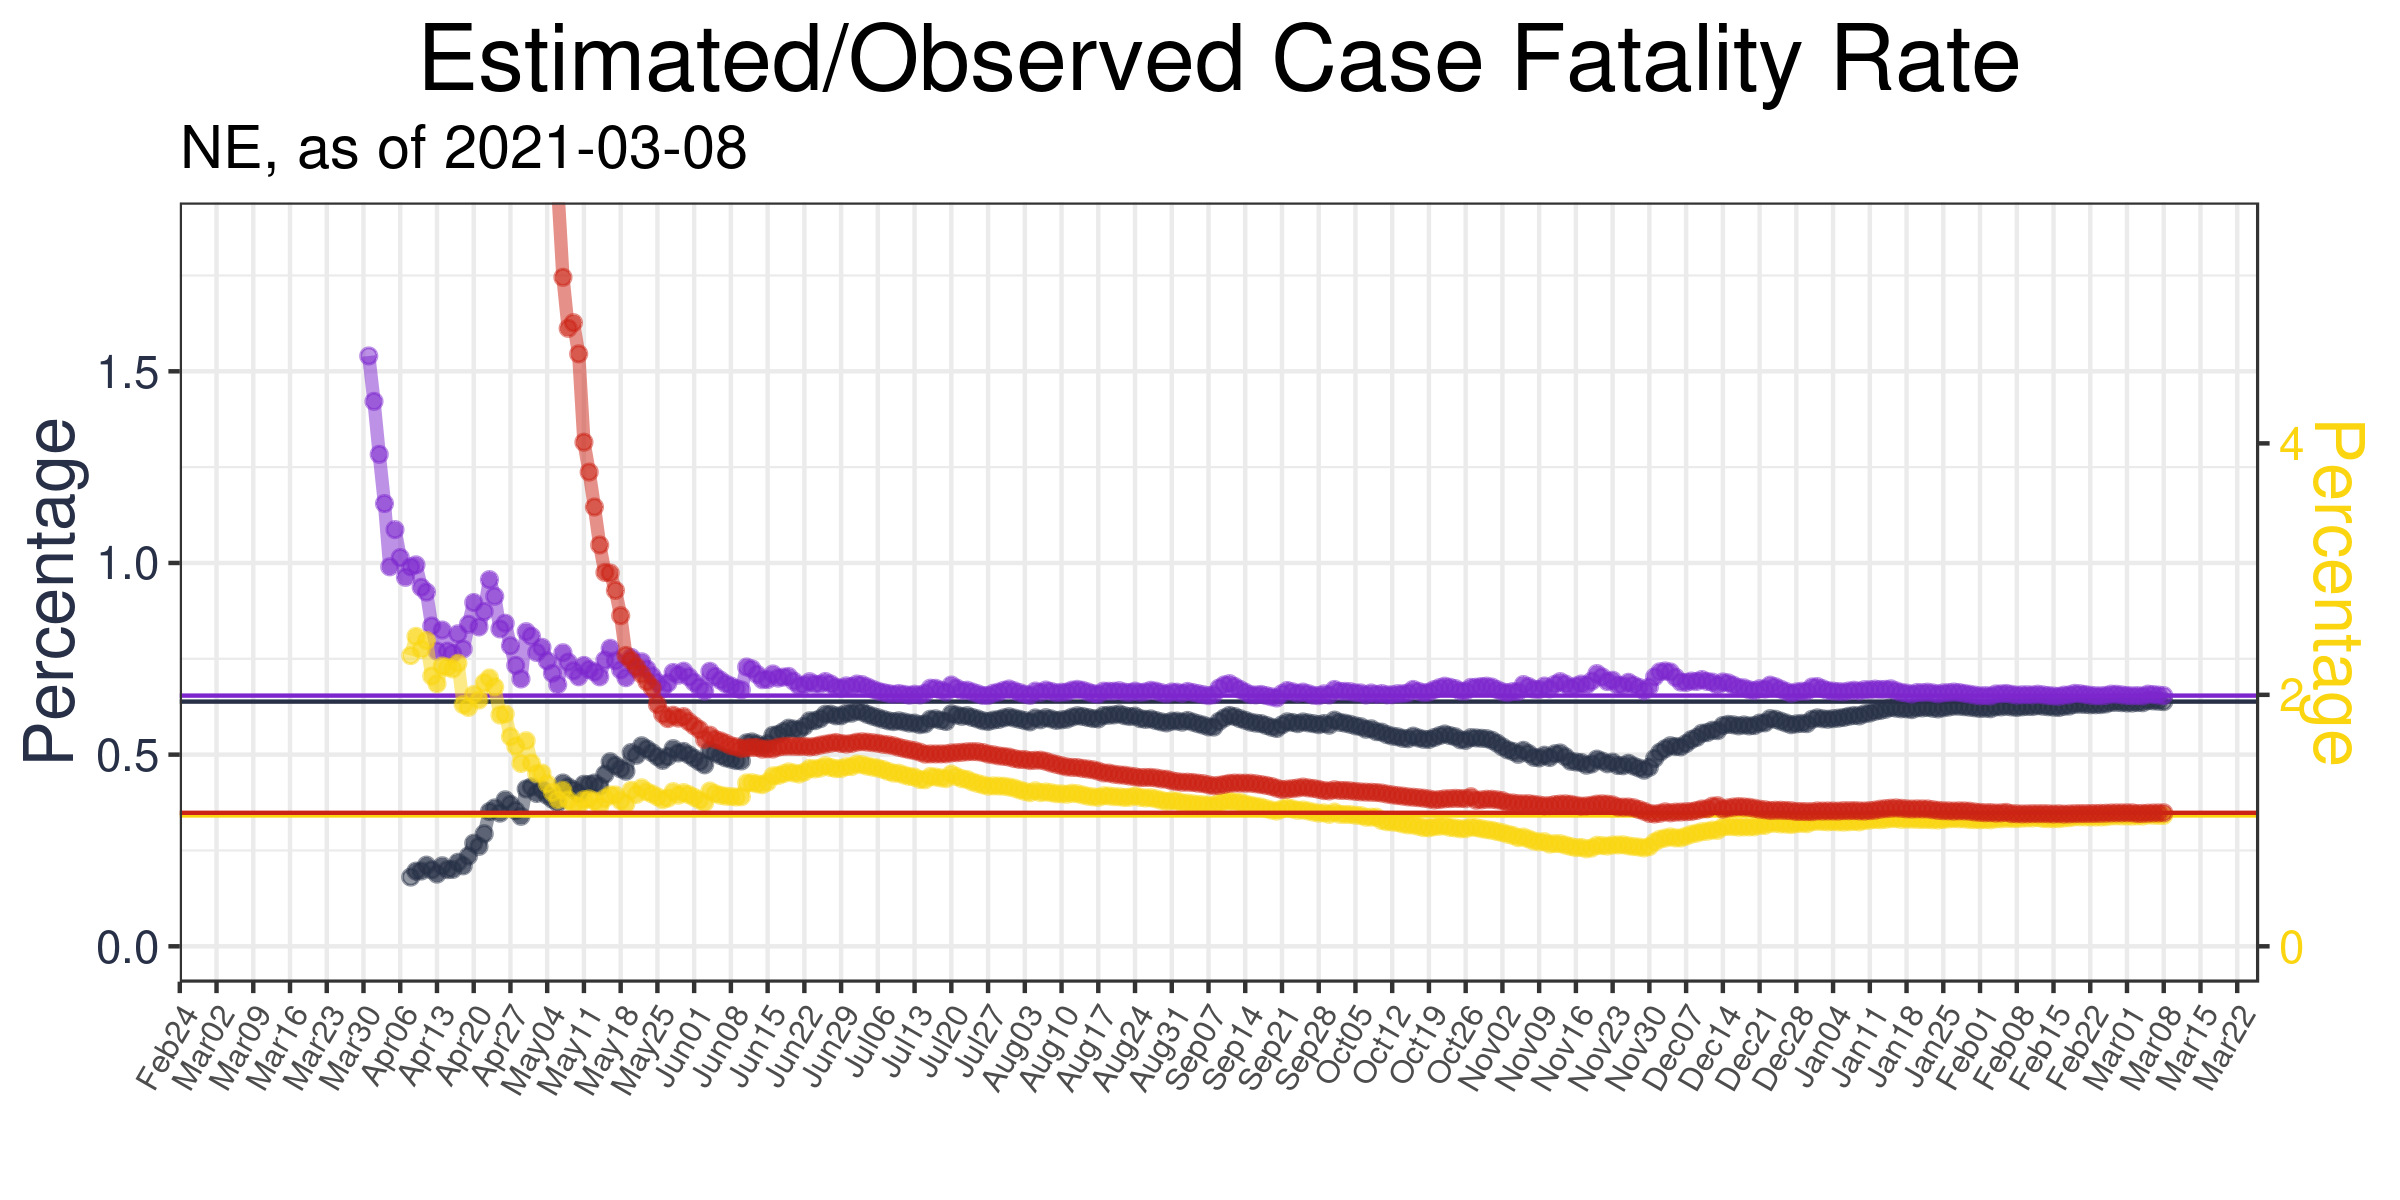 Estimated/Observed Case Fatality Rate
NE, as of 2021-03-08
Percentage
1.5
1.0
0.5
0.0
4
2
0
Percentage
Feb24
Mar02
Mar09
Mar16
Mar23
Mar30
Apr06
Apr13
Apr20
Apr27
May04
May11
May18
May25
Jun01
Jun08
Jun15
Jun22
Jun29
Jul06
Jul13
Jul20
Jul27
Aug03
Aug10
Aug17
Aug24
Aug31
Sep07
Sep14
Sep21
Sep28
Oct05
Oct12
Oct19
Oct26
Nov02
Nov09
Nov16
Nov23
Nov30
Dec07
Dec14
Dec21
Dec28
Jan04
Jan11
Jan18
Jan25
Feb01
Feb08
Feb15
Feb22
Mar01
Mar08
Mar15
Mar22